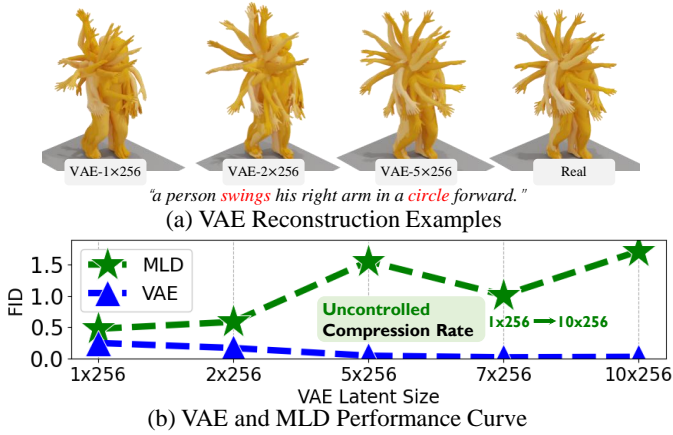 VAE-1×256
VAE-2×256
VAE-5×256
Real
"a person swings his right arm in a circle forward."
(a) VAE Reconstruction Examples
FID
1.5
1.0
0.5
0.0
MLD
VAE
Uncontrolled
Compression Rate
1x256 10x256
1x256 2x256 5x256 7x256 10x256
VAE Latent Size
(b) VAE and MLD Performance Curve